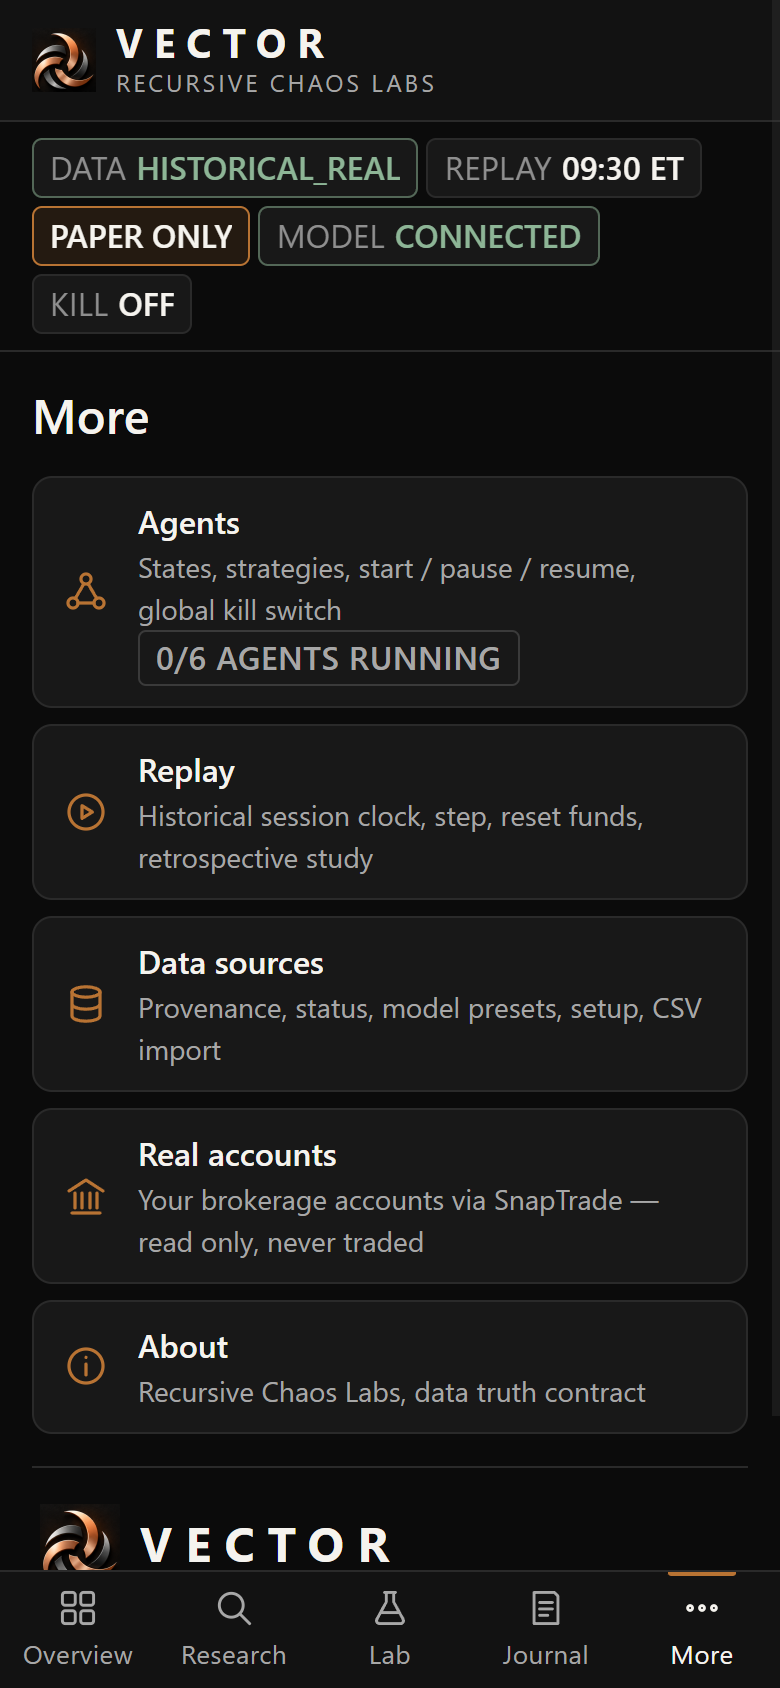 VECTOR
RECURSIVE CHAOS LABS
DATA HISTORICAL_REAL REPLAY 09:30 ET
PAPER ONLY MODEL CONNECTED
KILL OFF
More
Agents
States, strategies, start / pause / resume,
global kill switch
0/6 AGENTS RUNNING
Replay
Historical session clock, step, reset funds,
retrospective study
Data sources
Provenance, status, model presets, setup, CSV
import
Real accounts
Your brokerage accounts via SnapTrade —
read only, never traded
About
Recursive Chaos Labs, data truth contract
VECTOR
Overview Research Lab Journal More